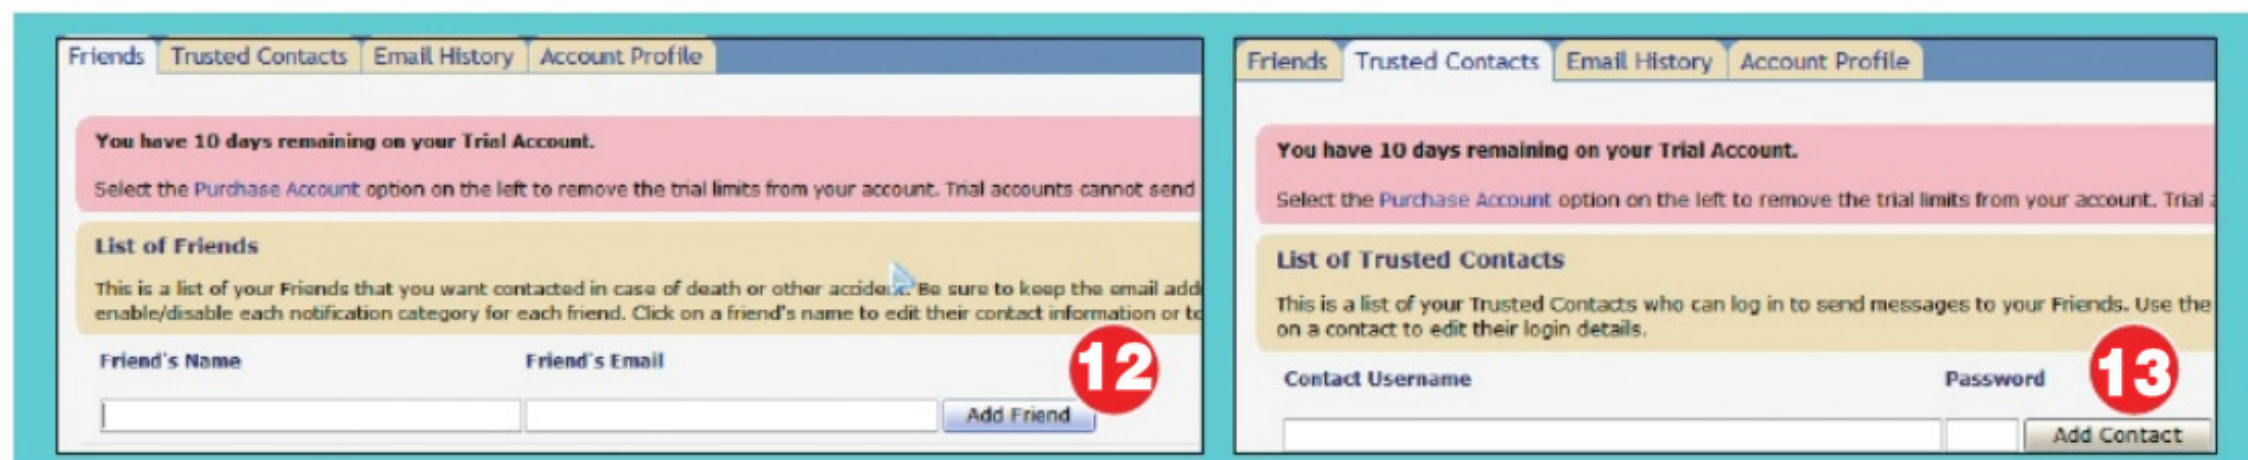 Friends Trusted Contacts Email History Account Profile
You have 10 days remaining on your Trial Account.
Select the Purchase Account option on the left to remove the trial limits from your account. Trial accounts cannot send
List of Friends
This is a list of your Friends that you want contacted in case of death or other accident. Be sure to keep the email add
enable/disable each notification category for each friend. Click on a friend's name to edit their contact information or to
Friend's Name Friend's Email
12
Add Friend
Friends Trusted Contacts Email History Account Profile
You have 10 days remaining on your Trial Account.
Select the Purchase Account option on the left to remove the trial limits from your account. Trial
List of Trusted Contacts
This is a list of your Trusted Contacts who can log in to send messages to your Friends. Use the
on a contact to edit their login details.
Contact Username Password
13
Add Contact